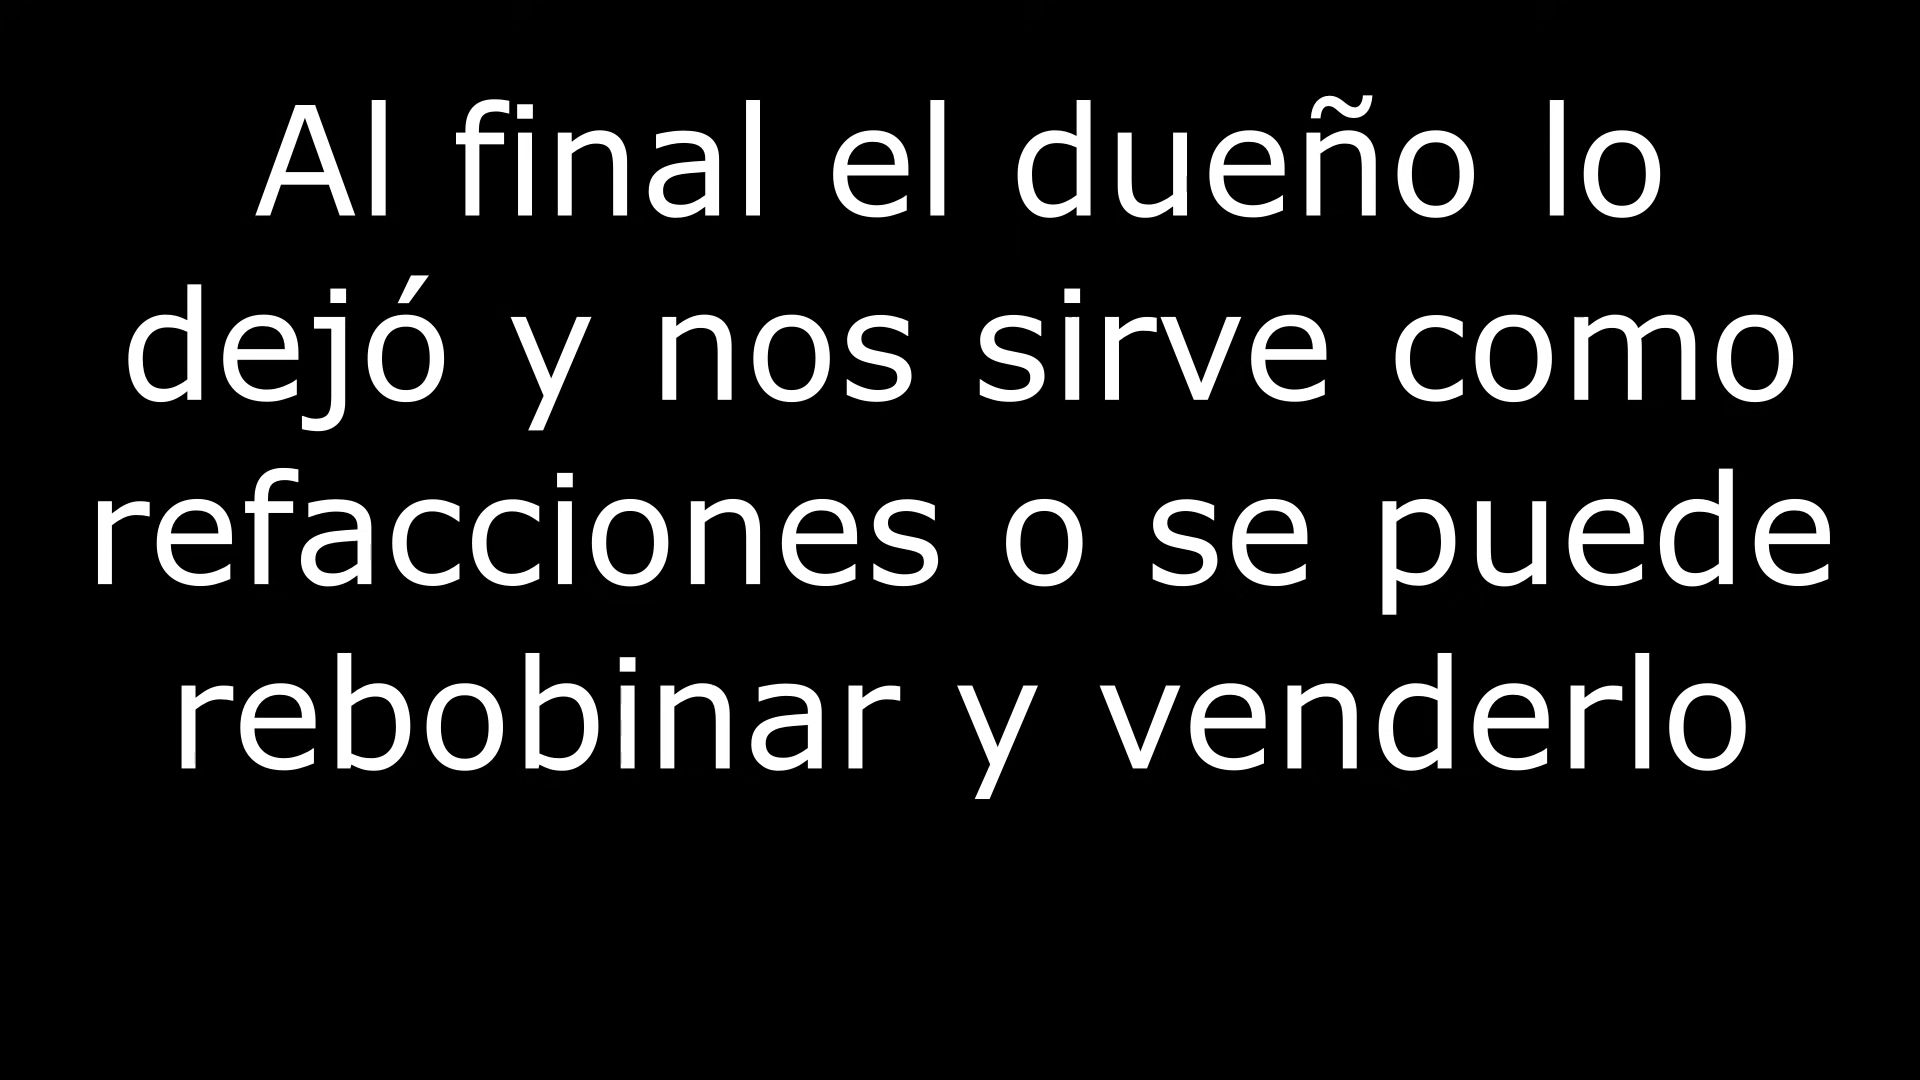 Al final el dueño lo
dejó y nos sirve como
refacciones o se puede
rebobinar y venderlo